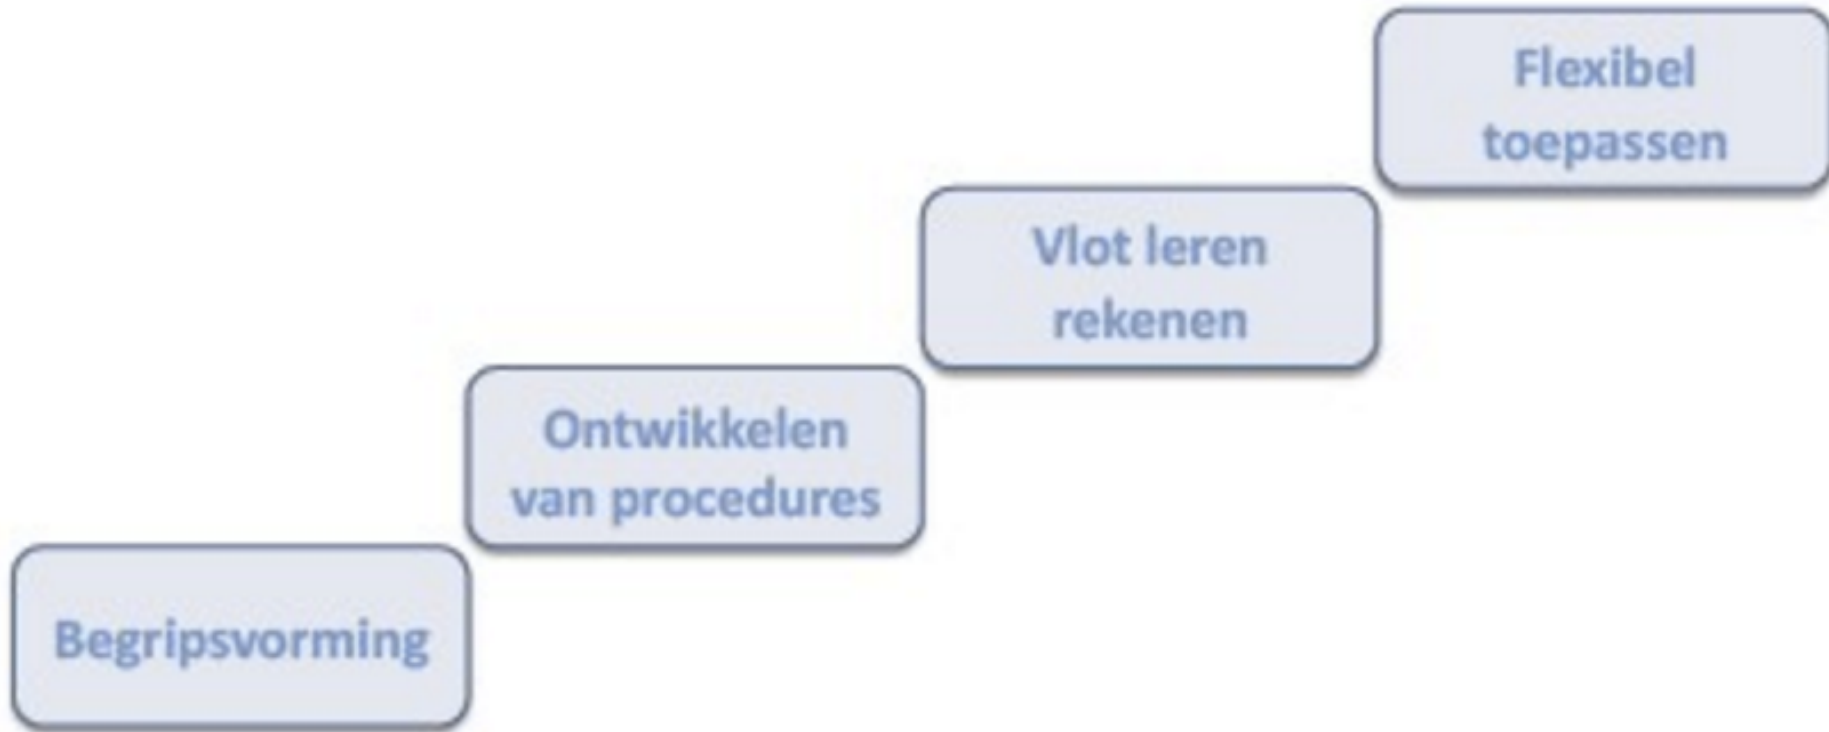 Flexibel
toepassen
Vlot leren
rekenen
Ontwikkelen
van procedures
Begripsvorming